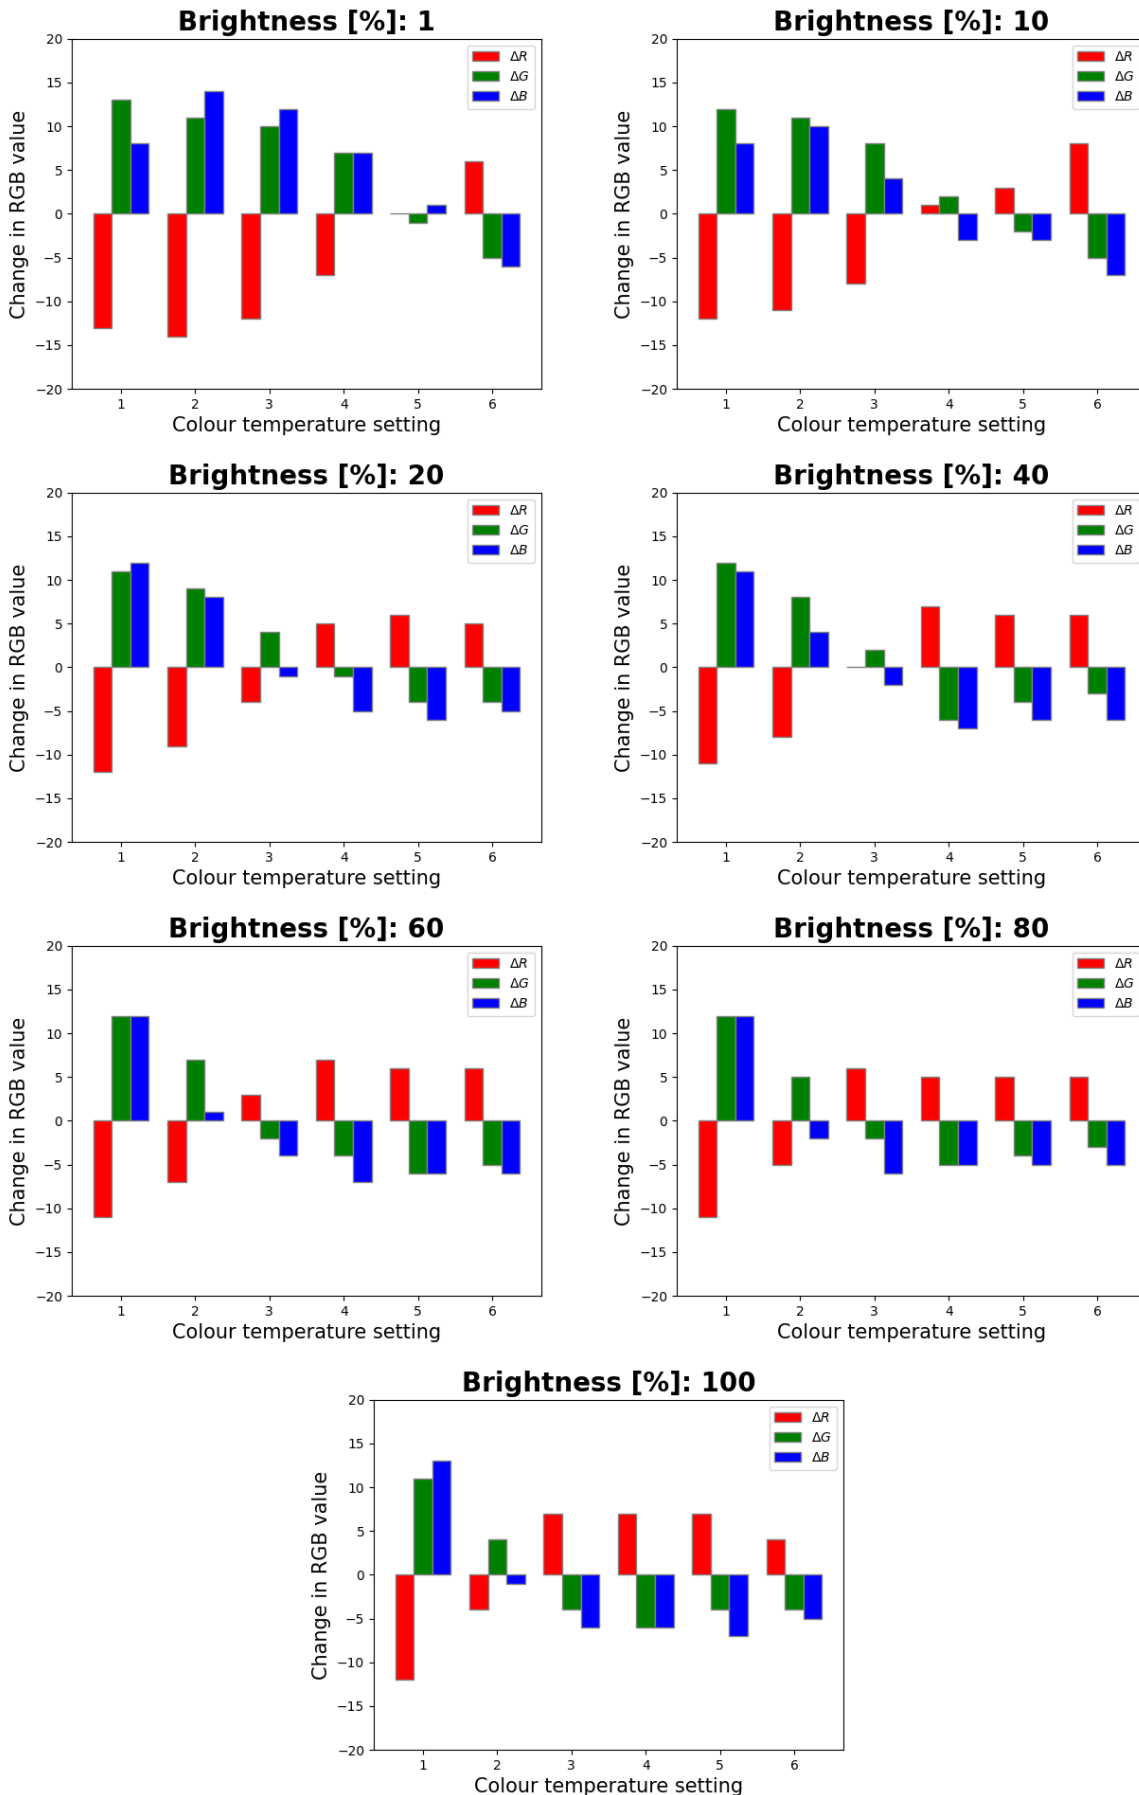 Brightness [%]: 1
20
15
10
5
0
−5
−10
−15
−20
Change in RGB value
ΔR
ΔG
ΔB
1 2 3 4 5 6
Colour temperature setting
Brightness [%]: 10
20
15
10
5
0
−5
−10
−15
−20
Change in RGB value
ΔR
ΔG
ΔB
1 2 3 4 5 6
Colour temperature setting
Brightness [%]: 20
20
15
10
5
0
−5
−10
−15
−20
Change in RGB value
ΔR
ΔG
ΔB
1 2 3 4 5 6
Colour temperature setting
Brightness [%]: 40
20
15
10
5
0
−5
−10
−15
−20
Change in RGB value
ΔR
ΔG
ΔB
1 2 3 4 5 6
Colour temperature setting
Brightness [%]: 60
20
15
10
5
0
−5
−10
−15
−20
Change in RGB value
ΔR
ΔG
ΔB
1 2 3 4 5 6
Colour temperature setting
Brightness [%]: 80
20
15
10
5
0
−5
−10
−15
−20
Change in RGB value
ΔR
ΔG
ΔB
1 2 3 4 5 6
Colour temperature setting
Brightness [%]: 100
20
15
10
5
0
−5
−10
−15
−20
Change in RGB value
ΔR
ΔG
ΔB
1 2 3 4 5 6
Colour temperature setting